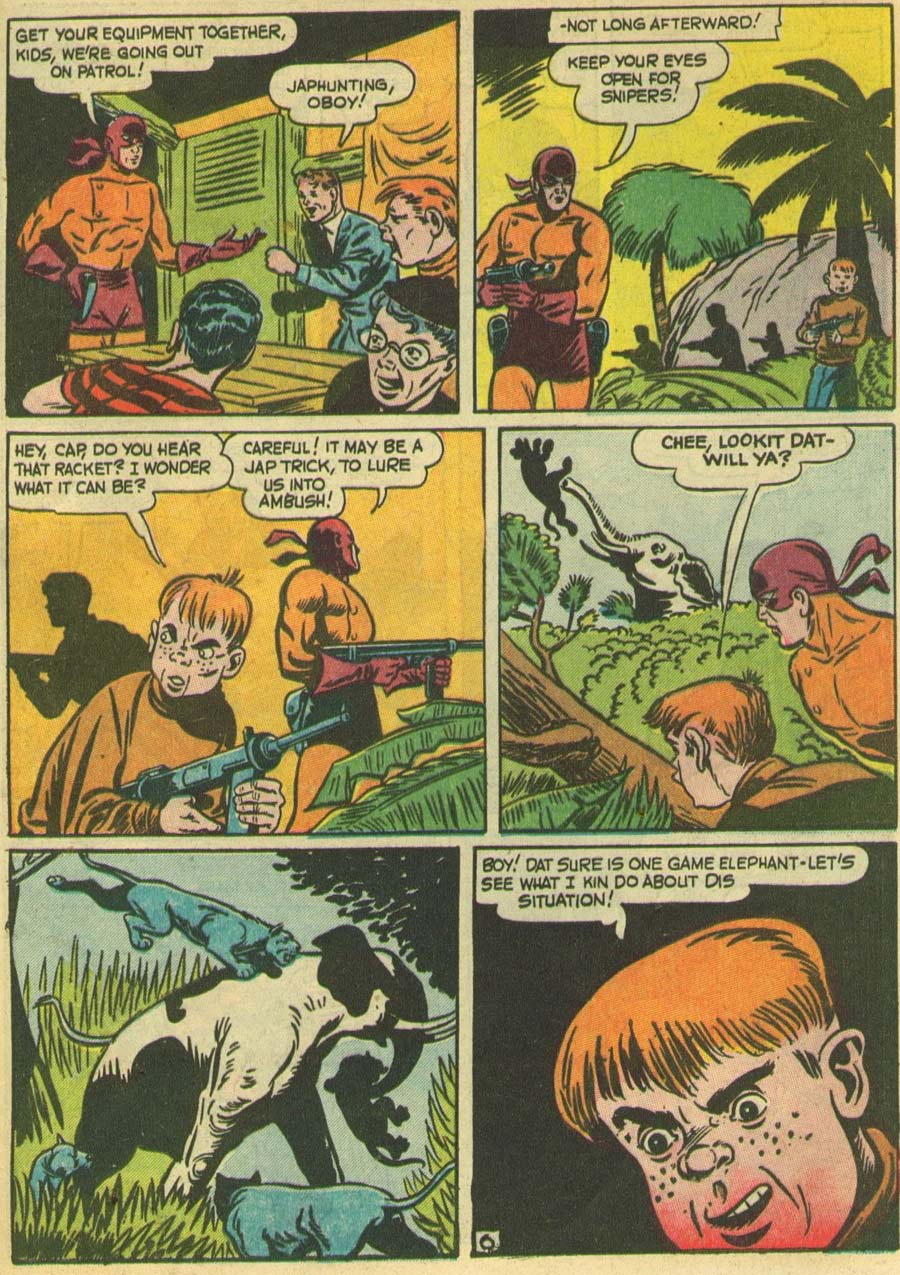 GET YOUR EQUIPMENT TOGETHER,
KIDS, WE'RE GOING OUT
ON PATROL!
JAPHUNTING,
OBOY!
-NOT LONG AFTERWARD!
KEEP YOUR EYES
OPEN FOR
SNIPERS!
HEY, CAP, DO YOU HEAR
THAT RACKET? I WONDER
WHAT IT CAN BE?
CAREFUL! IT MAY BE A
JAP TRICK, TO LURE
US INTO
AMBUSH!
CHEE, LOOKIT DAT-
WILL YA?
BOY! DAT SURE IS ONE GAME ELEPHANT-LET'S
SEE WHAT I KIN DO ABOUT DIS
SITUATION!
6